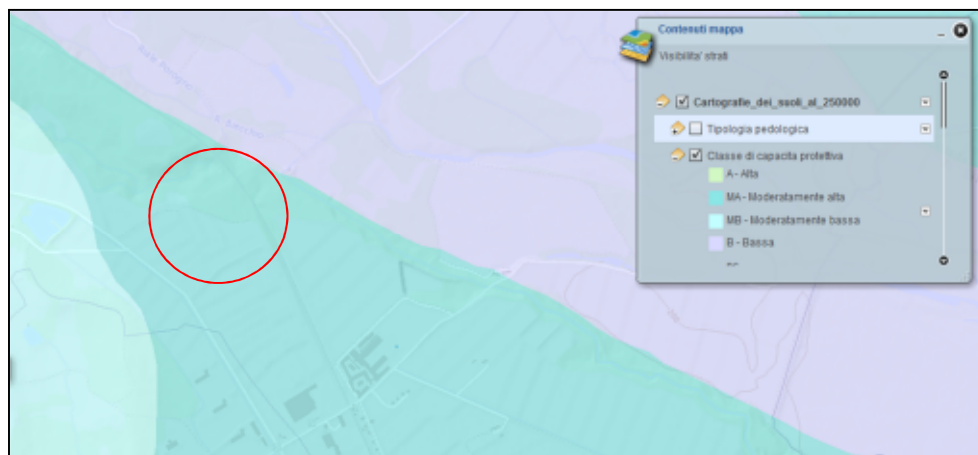 Contenuti mappa
Visibilita' strati
Cartografie_dei_suoli_al_250000
Tipologia pedologica
Classe di capacita protettiva
A - Alta
MA - Moderatamente alta
MB - Moderatamente bassa
B - Bassa